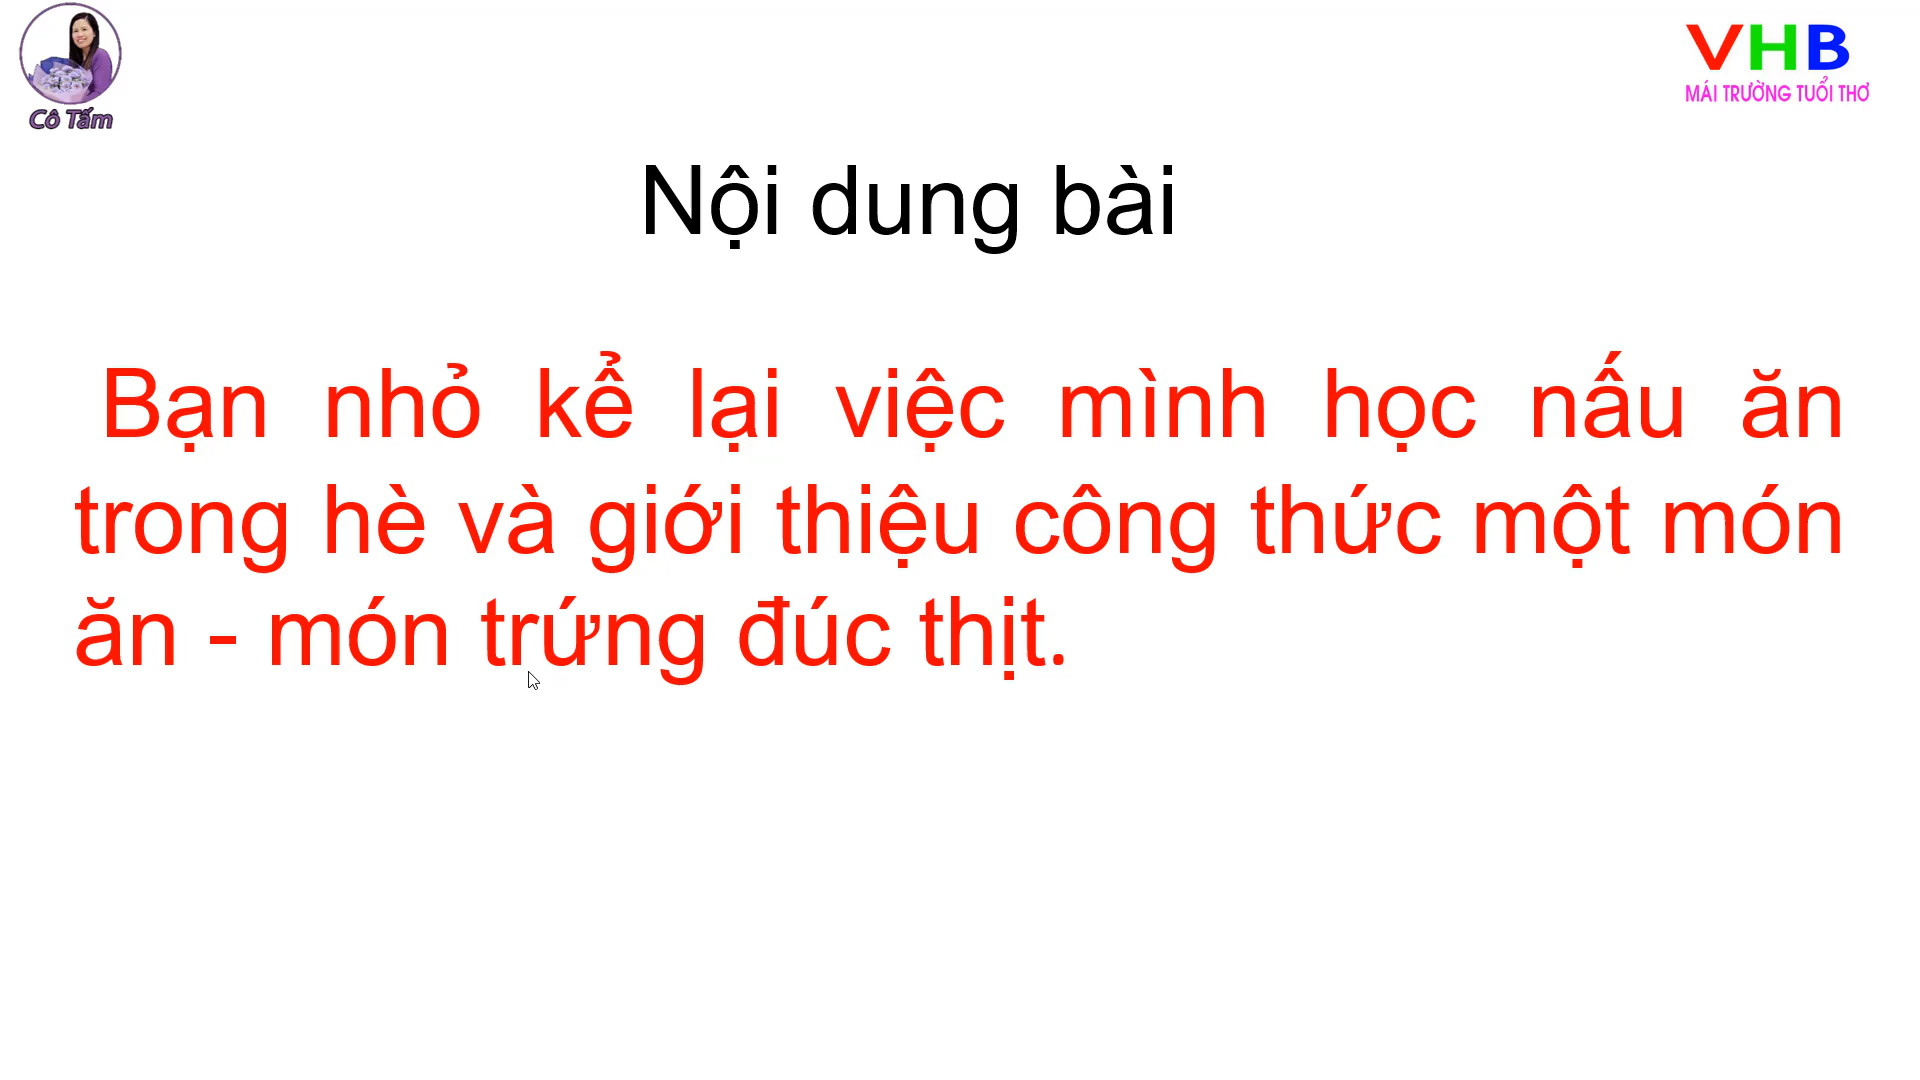 Cô Tấm
VHB
MÁI TRƯỜNG TUỔI THƠ
Nội dung bài
Bạn nhỏ kể lại việc mình học nấu ăn
trong hè và giới thiệu công thức một món
ăn - món trứng đúc thịt.